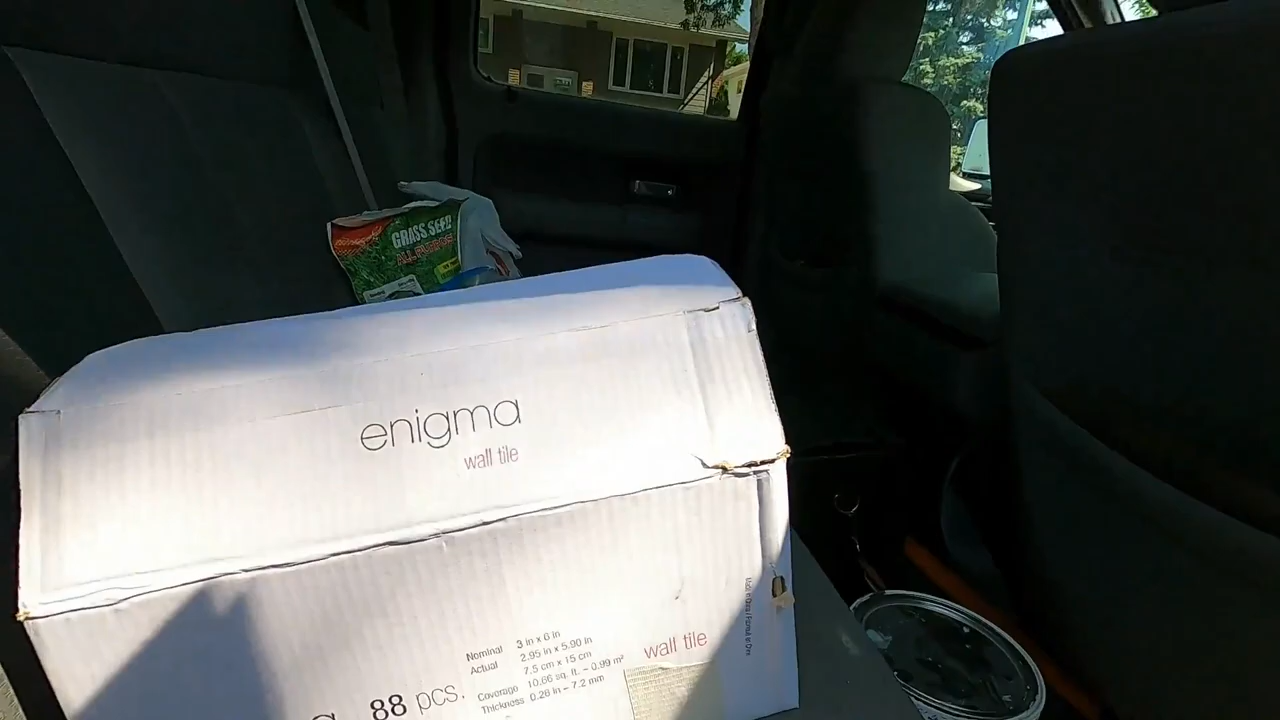 GRASS SEED
ALL PURPOSE
enigma
wall tile
Nominal 3 in x 6 in
Actual 2.95 in x 5.90 in
7.5 cm x 15 cm
Coverage 10.66 sq. ft. – 0.99 m²
Thickness 0.28 in – 7.2 mm
wall tile
88 pcs.